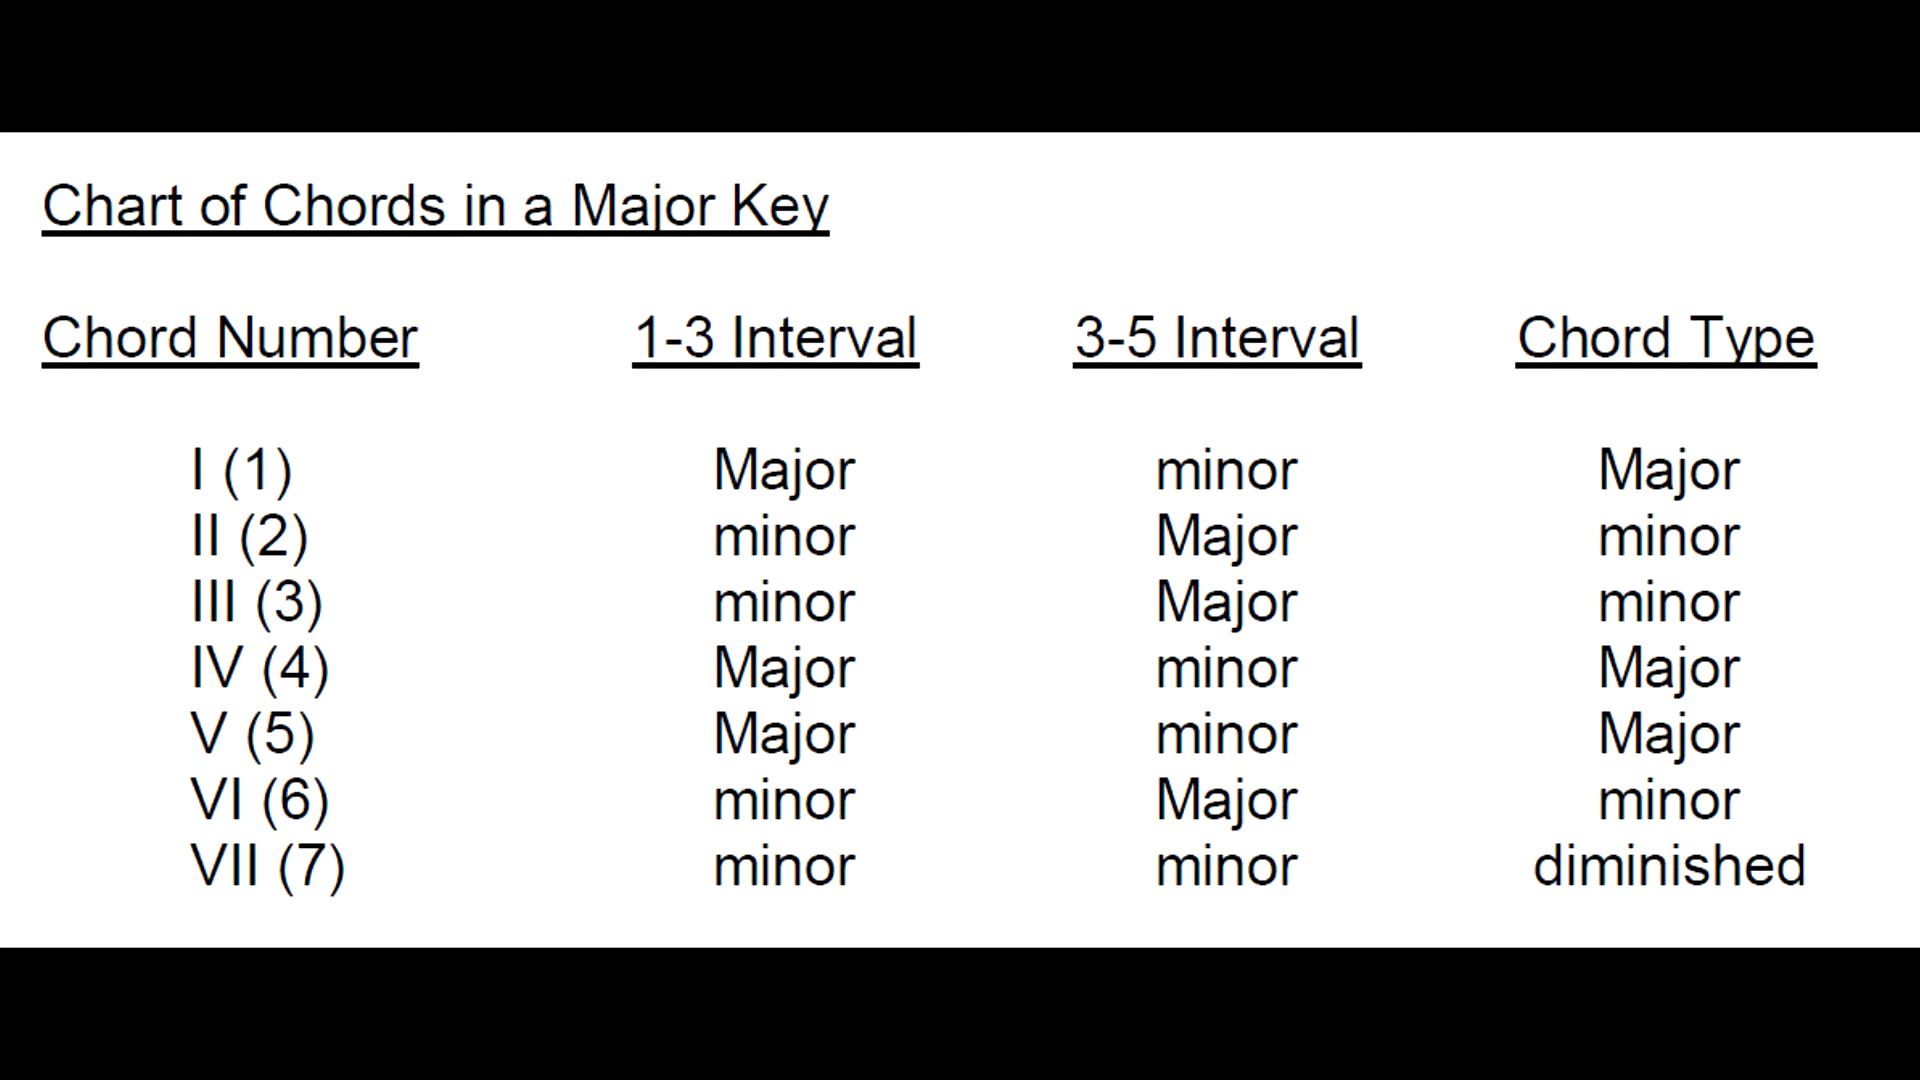 Chart of Chords in a Major Key
Chord Number 1-3 Interval 3-5 Interval Chord Type
I (1) Major minor Major
II (2) minor Major minor
III (3) minor Major minor
IV (4) Major minor Major
V (5) Major minor Major
VI (6) minor Major minor
VII (7) minor minor diminished